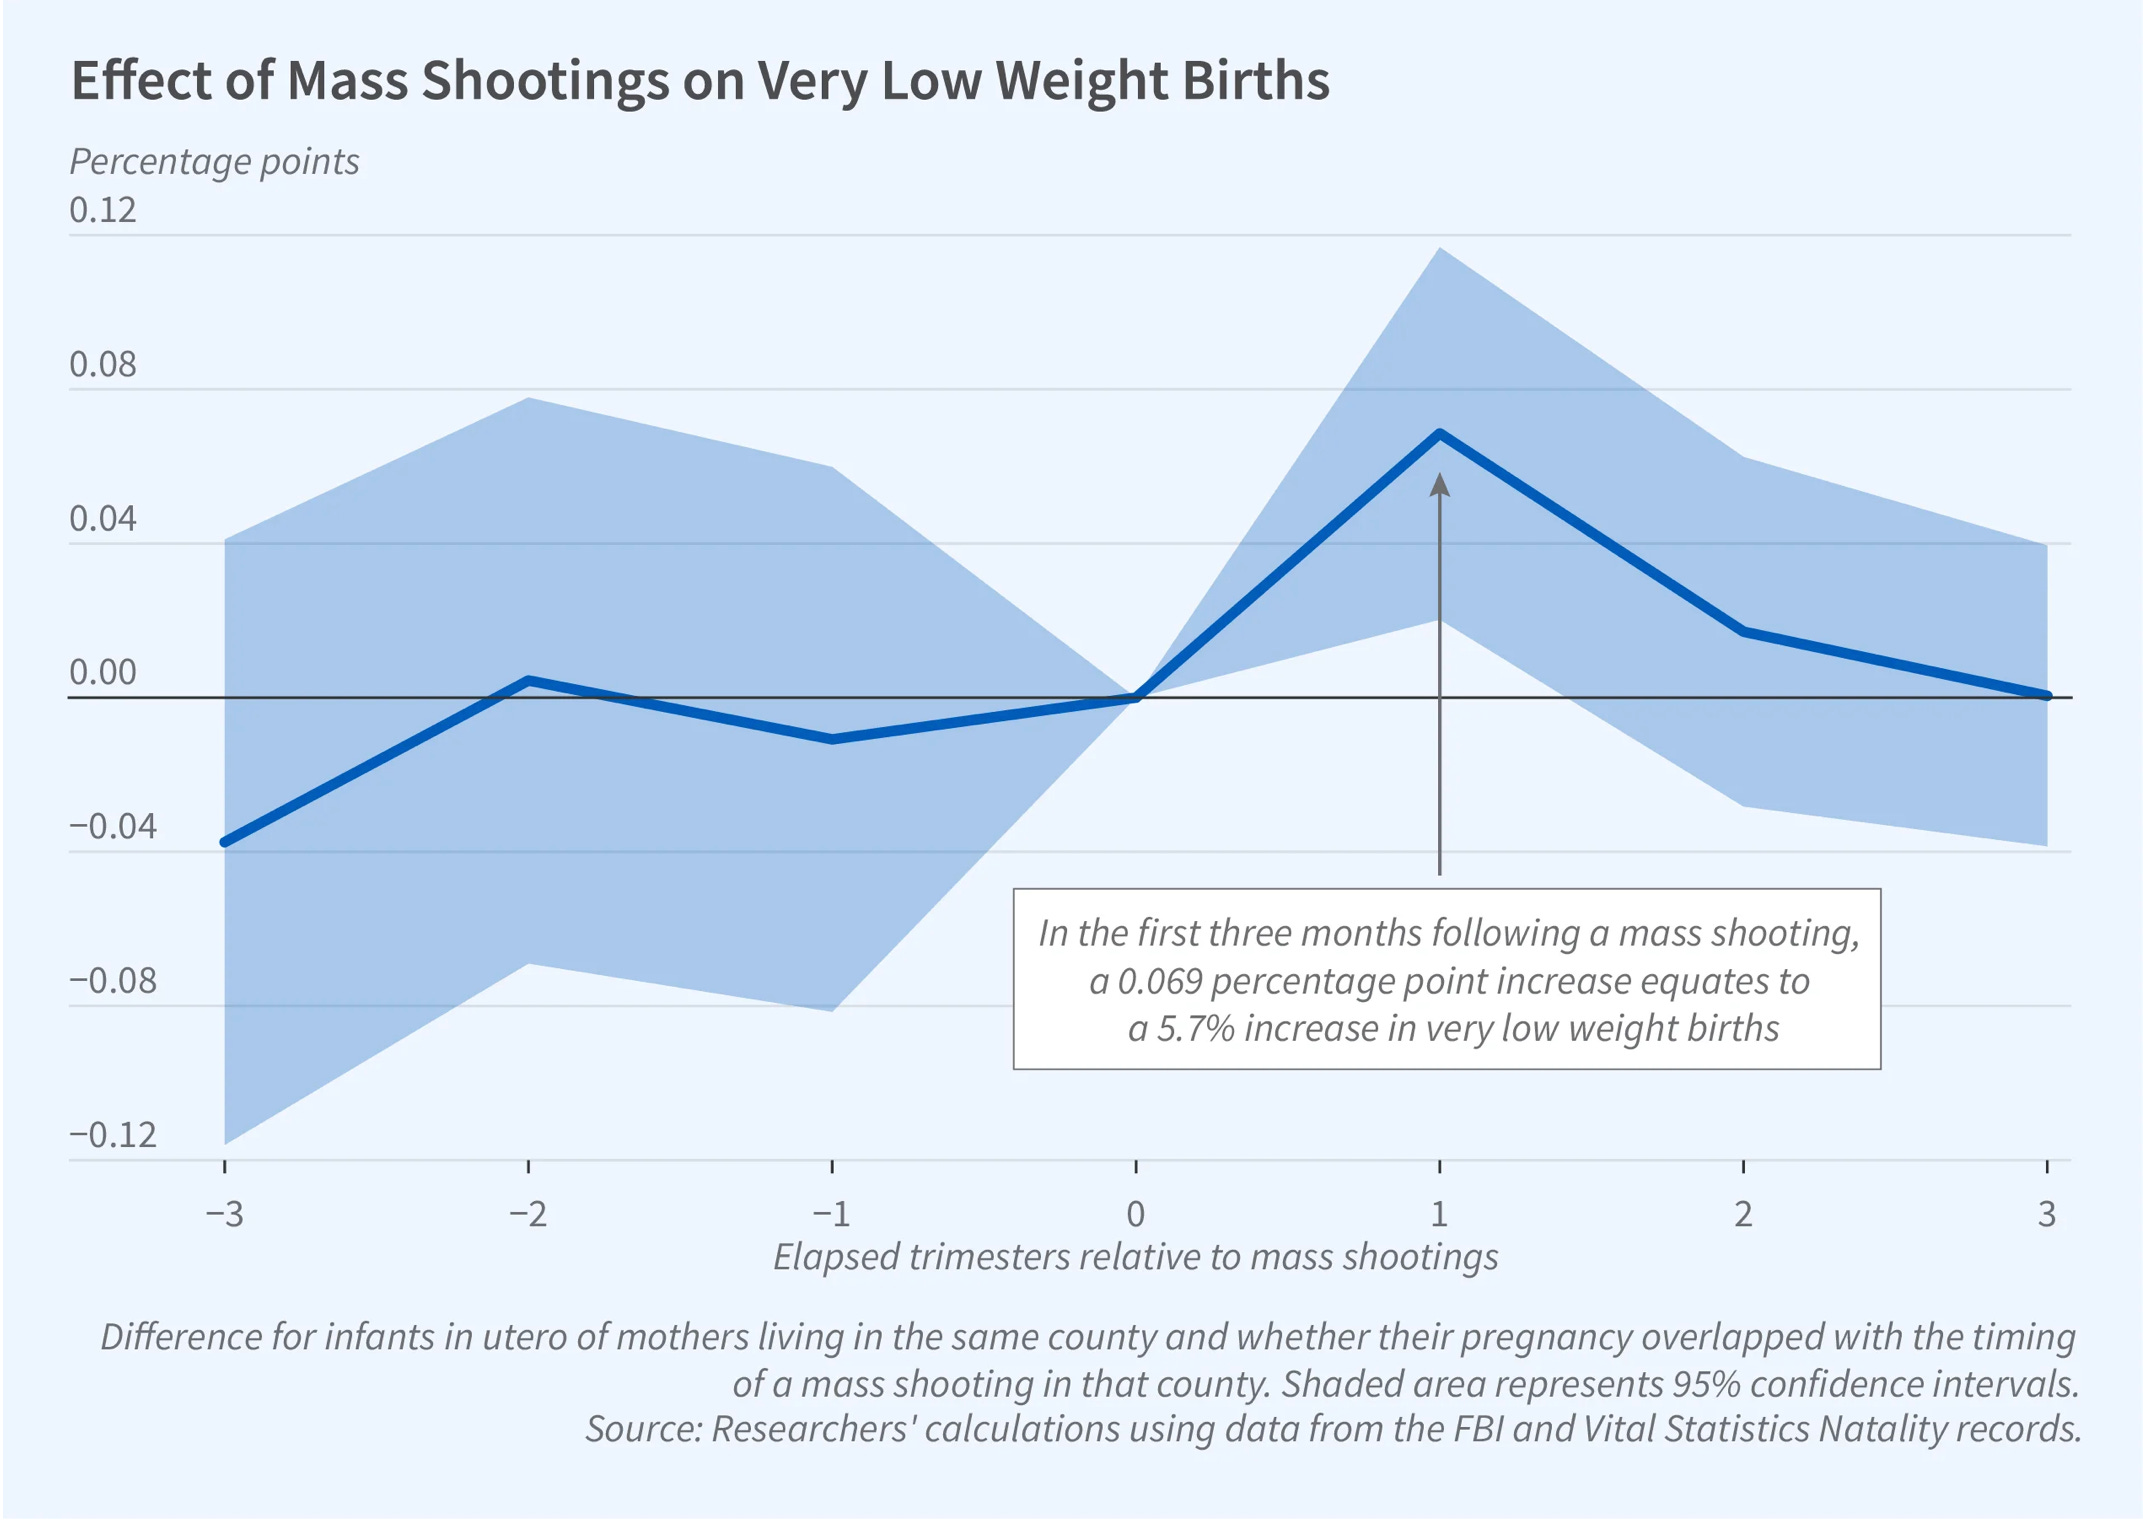 Effect of Mass Shootings on Very Low Weight Births
Percentage points
0.12
0.08
0.04
0.00
−0.04
−0.08
−0.12
In the first three months following a mass shooting,
a 0.069 percentage point increase equates to
a 5.7% increase in very low weight births
−3 −2 −1 0 1 2 3
Elapsed trimesters relative to mass shootings
Difference for infants in utero of mothers living in the same county and whether their pregnancy overlapped with the timing
of a mass shooting in that county. Shaded area represents 95% confidence intervals.
Source: Researchers' calculations using data from the FBI and Vital Statistics Natality records.